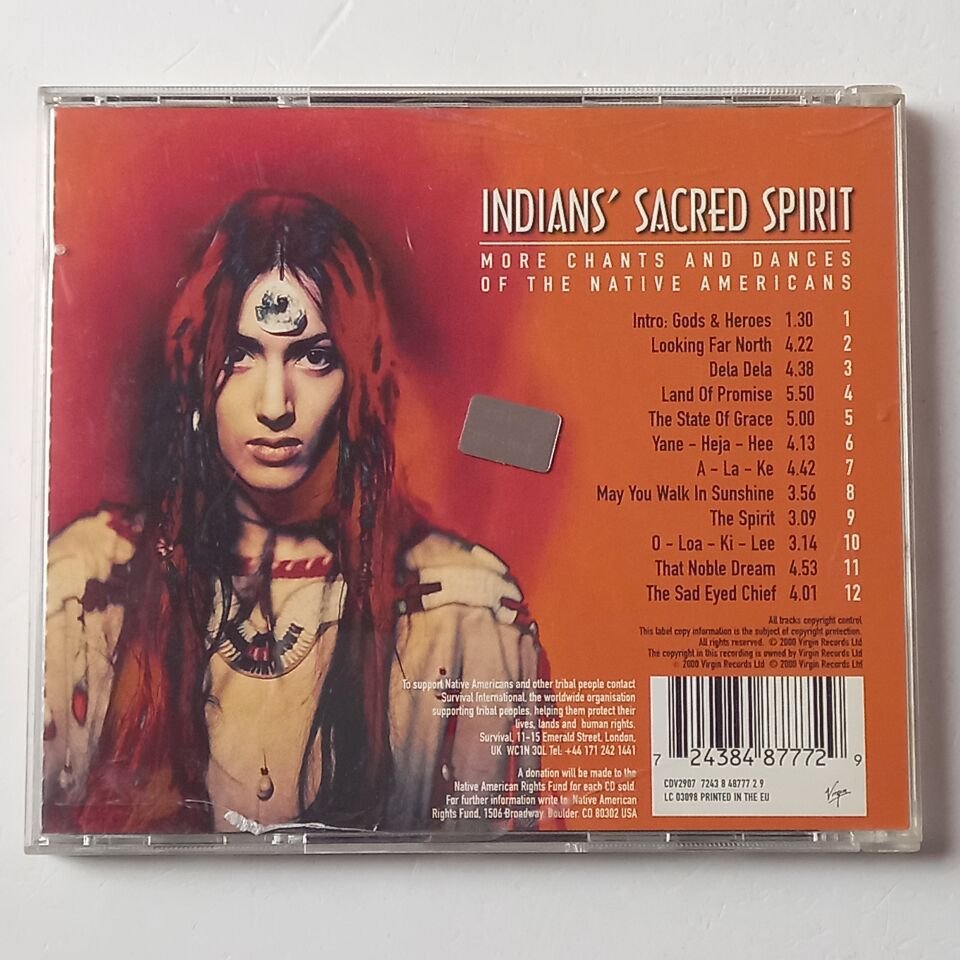 INDIANS' SACRED SPIRIT
MORE CHANTS AND DANCES
OF THE NATIVE AMERICANS
Intro: Gods & Heroes 1.30 1
Looking Far North 4.22 2
Dela Dela 4.38 3
Land Of Promise 5.50 4
The State Of Grace 5.00 5
Yane - Heja - Hee 4.13 6
A - La - Ke 4.42 7
May You Walk In Sunshine 3.56 8
The Spirit 3.09 9
O - Loa - Ki - Lee 3.14 10
That Noble Dream 4.53 11
The Sad Eyed Chief 4.01 12
All tracks copyright control
This label copy information is the subject of copyright protection.
All rights reserved. © 2000 Virgin Records Ltd
The copyright in this recording is owned by Virgin Records Ltd
℗ 2000 Virgin Records Ltd © 2000 Virgin Records Ltd
To support Native Americans and other tribal people contact
Survival International, the worldwide organisation
supporting tribal peoples, helping them protect their
lives, lands and human rights.
Survival, 11-15 Emerald Street, London,
UK WC1N 3QL Tel: +44 171 242 1441
A donation will be made to the
Native American Rights Fund for each CD sold.
For further information write to Native American
Rights Fund, 1506 Broadway Boulder, CO 80302 USA
7 24384 87772 9
CDV2907 7243 8 48777 2 9
LC 03098 PRINTED IN THE EU
Virgin